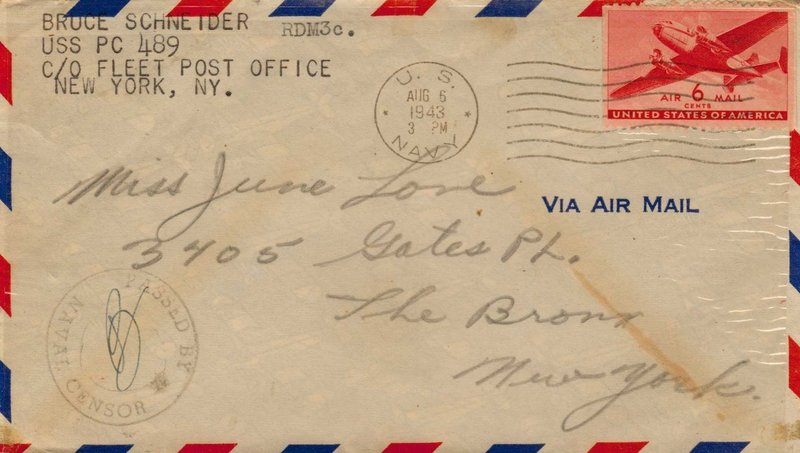 BRUCE SCHNEIDER RDM3c.
USS PC 489
C/O FLEET POST OFFICE
NEW YORK, NY.
U. S.
AUG 6
1943
3 PM
NAVY
AIR 6 MAIL
CENTS
UNITED STATES OF AMERICA
VIA AIR MAIL
Miss June Love
3405 Gates Pl.
The Bronx
New York.
PASSED BY
NAVAL CENSOR